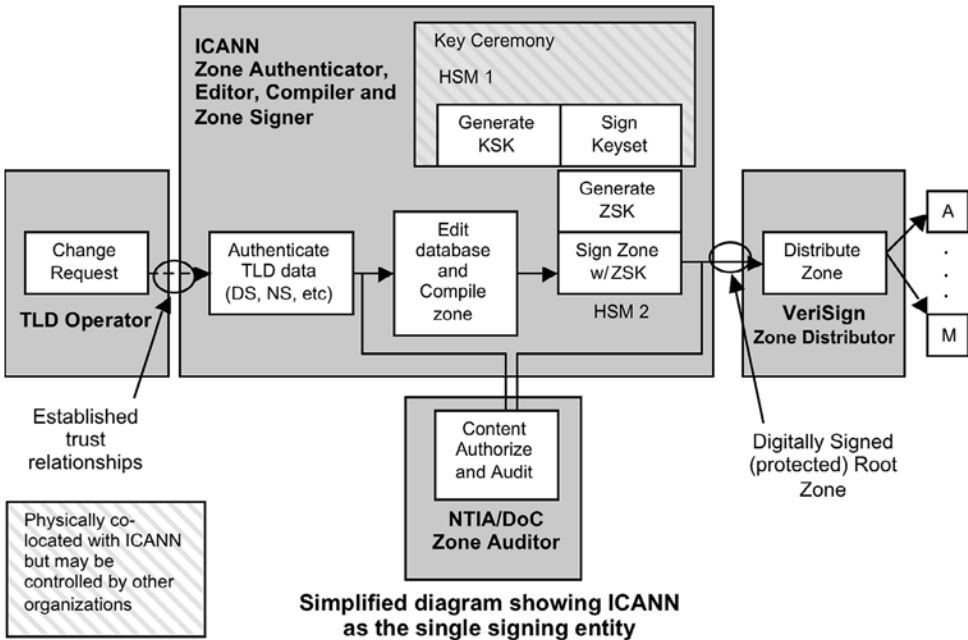 ICANN
Zone Authenticator,
Editor, Compiler and
Zone Signer
Key Ceremony
HSM 1
Generate
KSK
Sign
Keyset
Generate
ZSK
Sign Zone
w/ZSK
HSM 2
Change
Request
TLD Operator
Authenticate
TLD data
(DS, NS, etc)
Edit
database
and
Compile
zone
Distribute
Zone
VeriSign
Zone Distributor
A
.
.
.
M
Established
trust
relationships
Content
Authorize
and Audit
NTIA/DoC
Zone Auditor
Digitally Signed
(protected) Root
Zone
Physically co-
located with ICANN
but may be
controlled by other
organizations
Simplified diagram showing ICANN
as the single signing entity